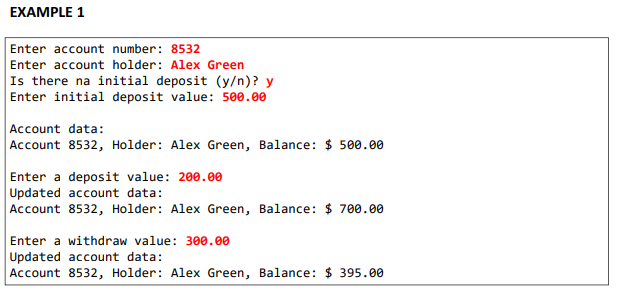 EXAMPLE 1
Enter account number: 8532
Enter account holder: Alex Green
Is there na initial deposit (y/n)? y
Enter initial deposit value: 500.00
Account data:
Account 8532, Holder: Alex Green, Balance: $ 500.00
Enter a deposit value: 200.00
Updated account data:
Account 8532, Holder: Alex Green, Balance: $ 700.00
Enter a withdraw value: 300.00
Updated account data:
Account 8532, Holder: Alex Green, Balance: $ 395.00